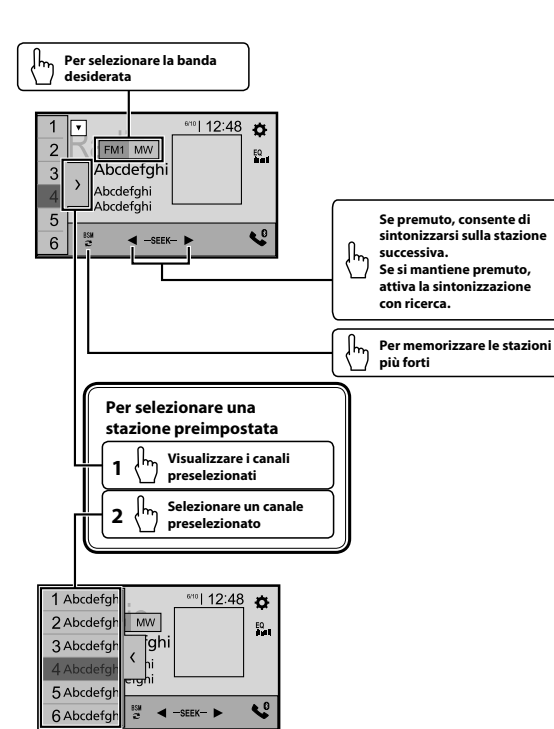 Per selezionare la banda
desiderata
1
2
3
4
5
6
6/10 | 12:48
FM1 MW
EQ
Abcdefghi
Abcdefghi
Abcdefghi
BSM
SEEK
Se premuto, consente di
sintonizzarsi sulla stazione
successiva.
Se si mantiene premuto,
attiva la sintonizzazione
con ricerca.
Per memorizzare le stazioni
più forti
Per selezionare una
stazione preimpostata
1 Visualizzare i canali
preselezionati
2 Selezionare un canale
preselezionato
1 Abcdefgh
2 Abcdefgh
3 Abcdefgh
4 Abcdefgh
5 Abcdefgh
6 Abcdefgh
6/10 | 12:48
MW
EQ
fghi
hi
efghi
BSM
SEEK